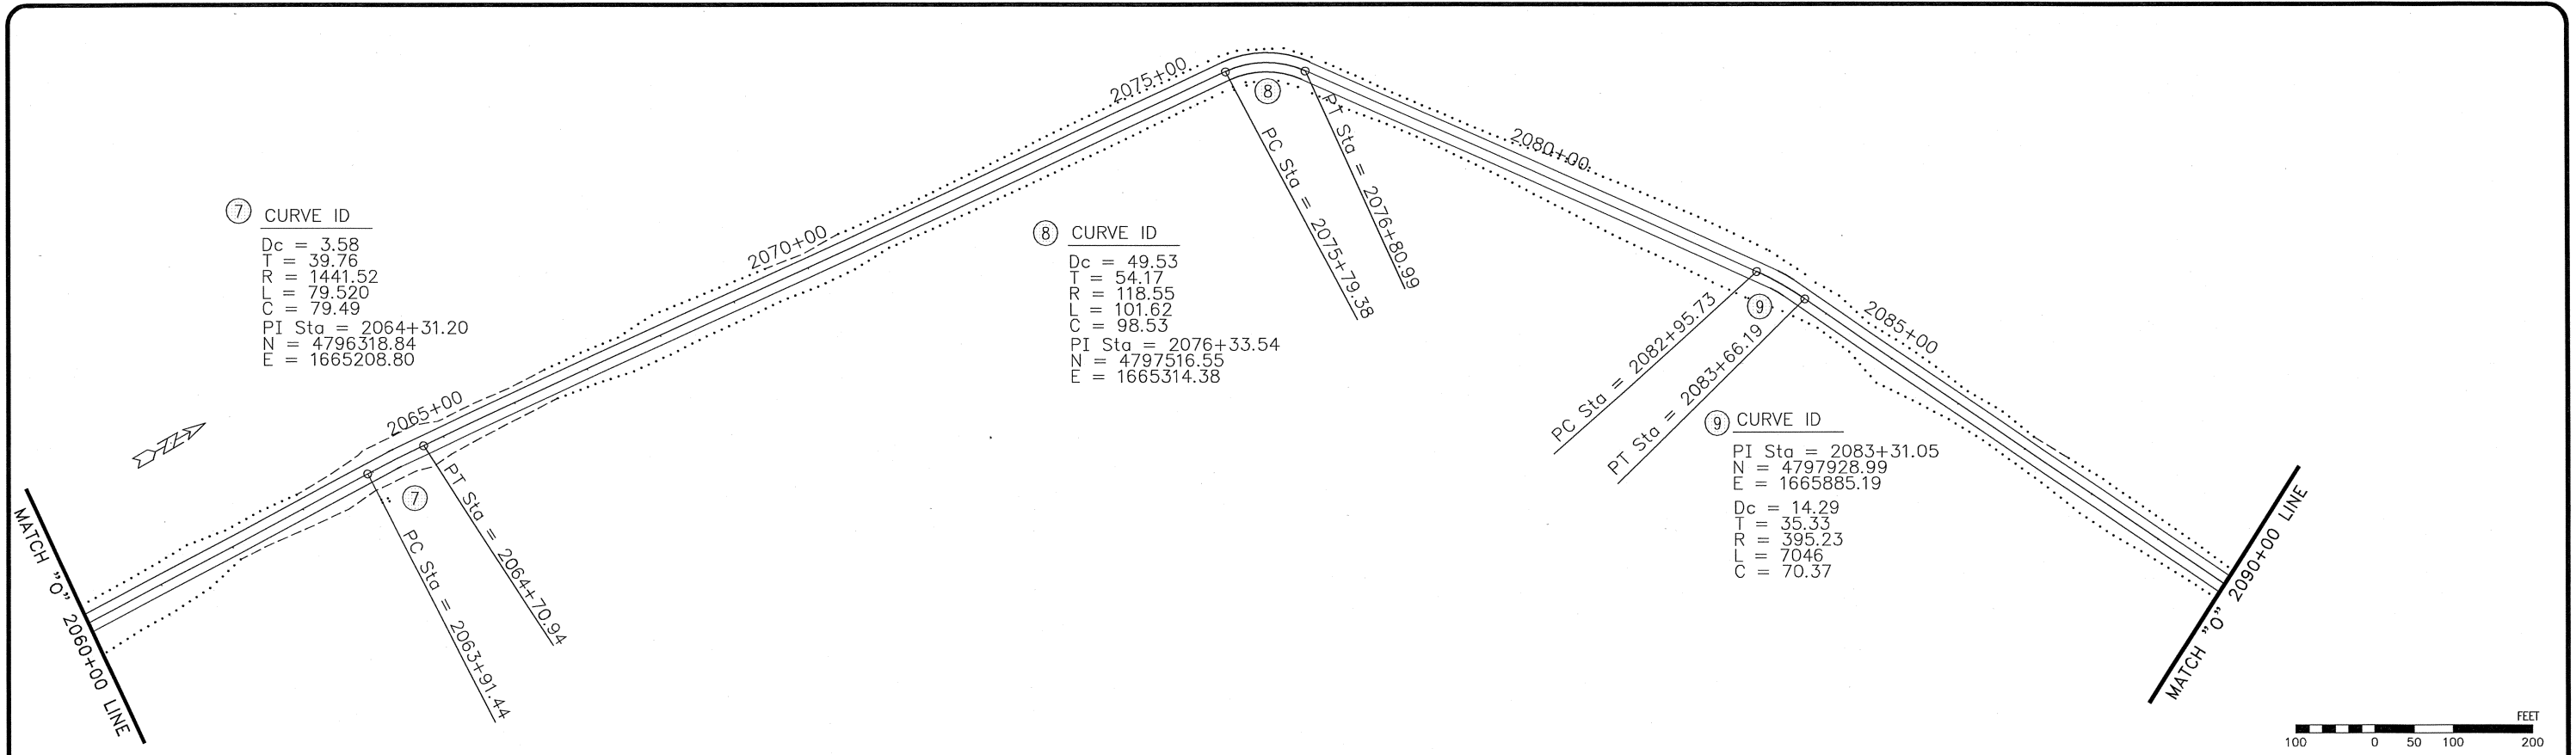 2075+00
8
PC Sta = 2075+79.38
PT Sta = 2076+80.99
2080+00
7 CURVE ID
Dc = 3.58
T = 39.76
R = 1441.52
L = 79.520
C = 79.49
PI Sta = 2064+31.20
N = 4796318.84
E = 1665208.80
2070+00
8 CURVE ID
Dc = 49.53
T = 54.17
R = 118.55
L = 101.62
C = 98.53
PI Sta = 2076+33.54
N = 4797516.55
E = 1665314.38
9
PC Sta = 2082+95.73
PT Sta = 2083+66.19
2085+00
2065+00
7
PC Sta = 2063+91.44
PT Sta = 2064+70.94
9 CURVE ID
PI Sta = 2083+31.05
N = 4797928.99
E = 1665885.19
Dc = 14.29
T = 35.33
R = 395.23
L = 7046
C = 70.37
MATCH "O" 2060+00 LINE
MATCH "O" 2090+00 LINE
FEET
100 0 50 100 200